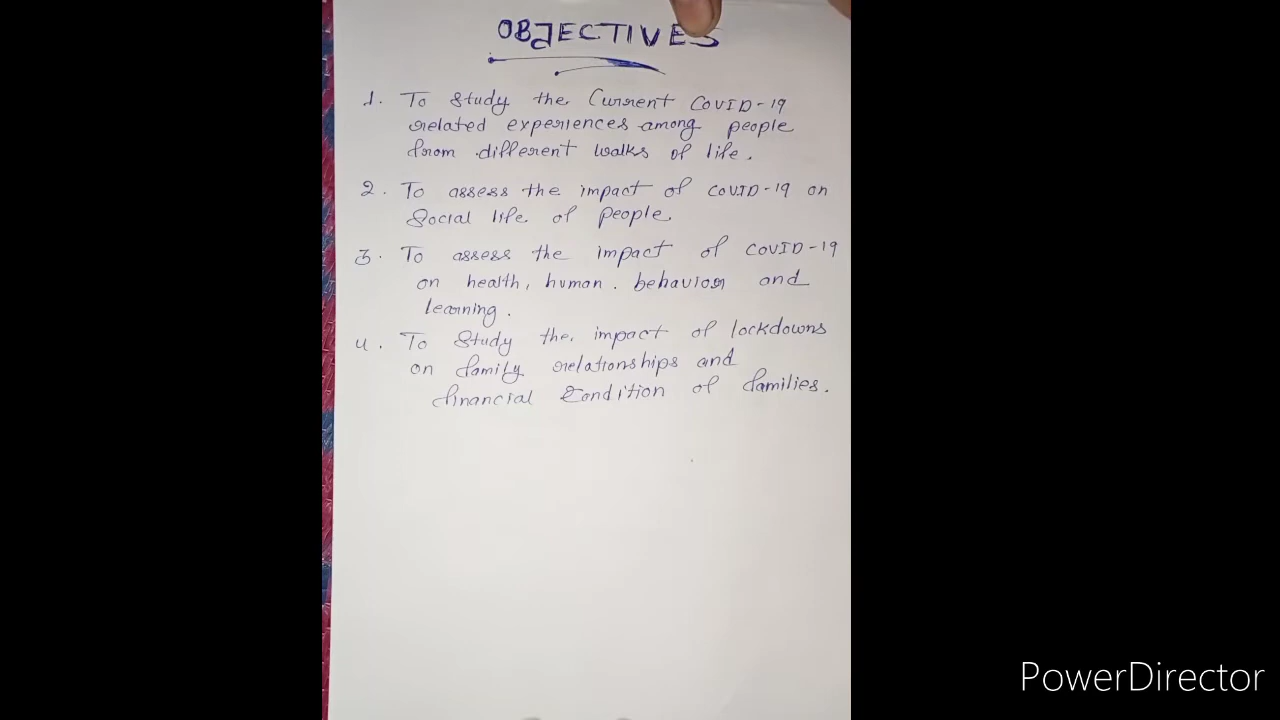 OBJECTIVES
1. To study the Current COVID-19
related experiences among people
from different walks of life.
2. To assess the impact of COVID-19 on
Social life of people.
3. To assess the impact of COVID-19
on health, human. behaviour and
learning.
4. To Study the impact of lockdowns
on family relationships and
financial Condition of families.
PowerDirector